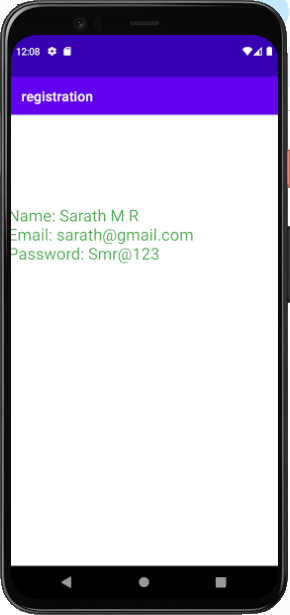 12:08
registration
Name: Sarath M R
Email: sarath@gmail.com
Password: Smr@123